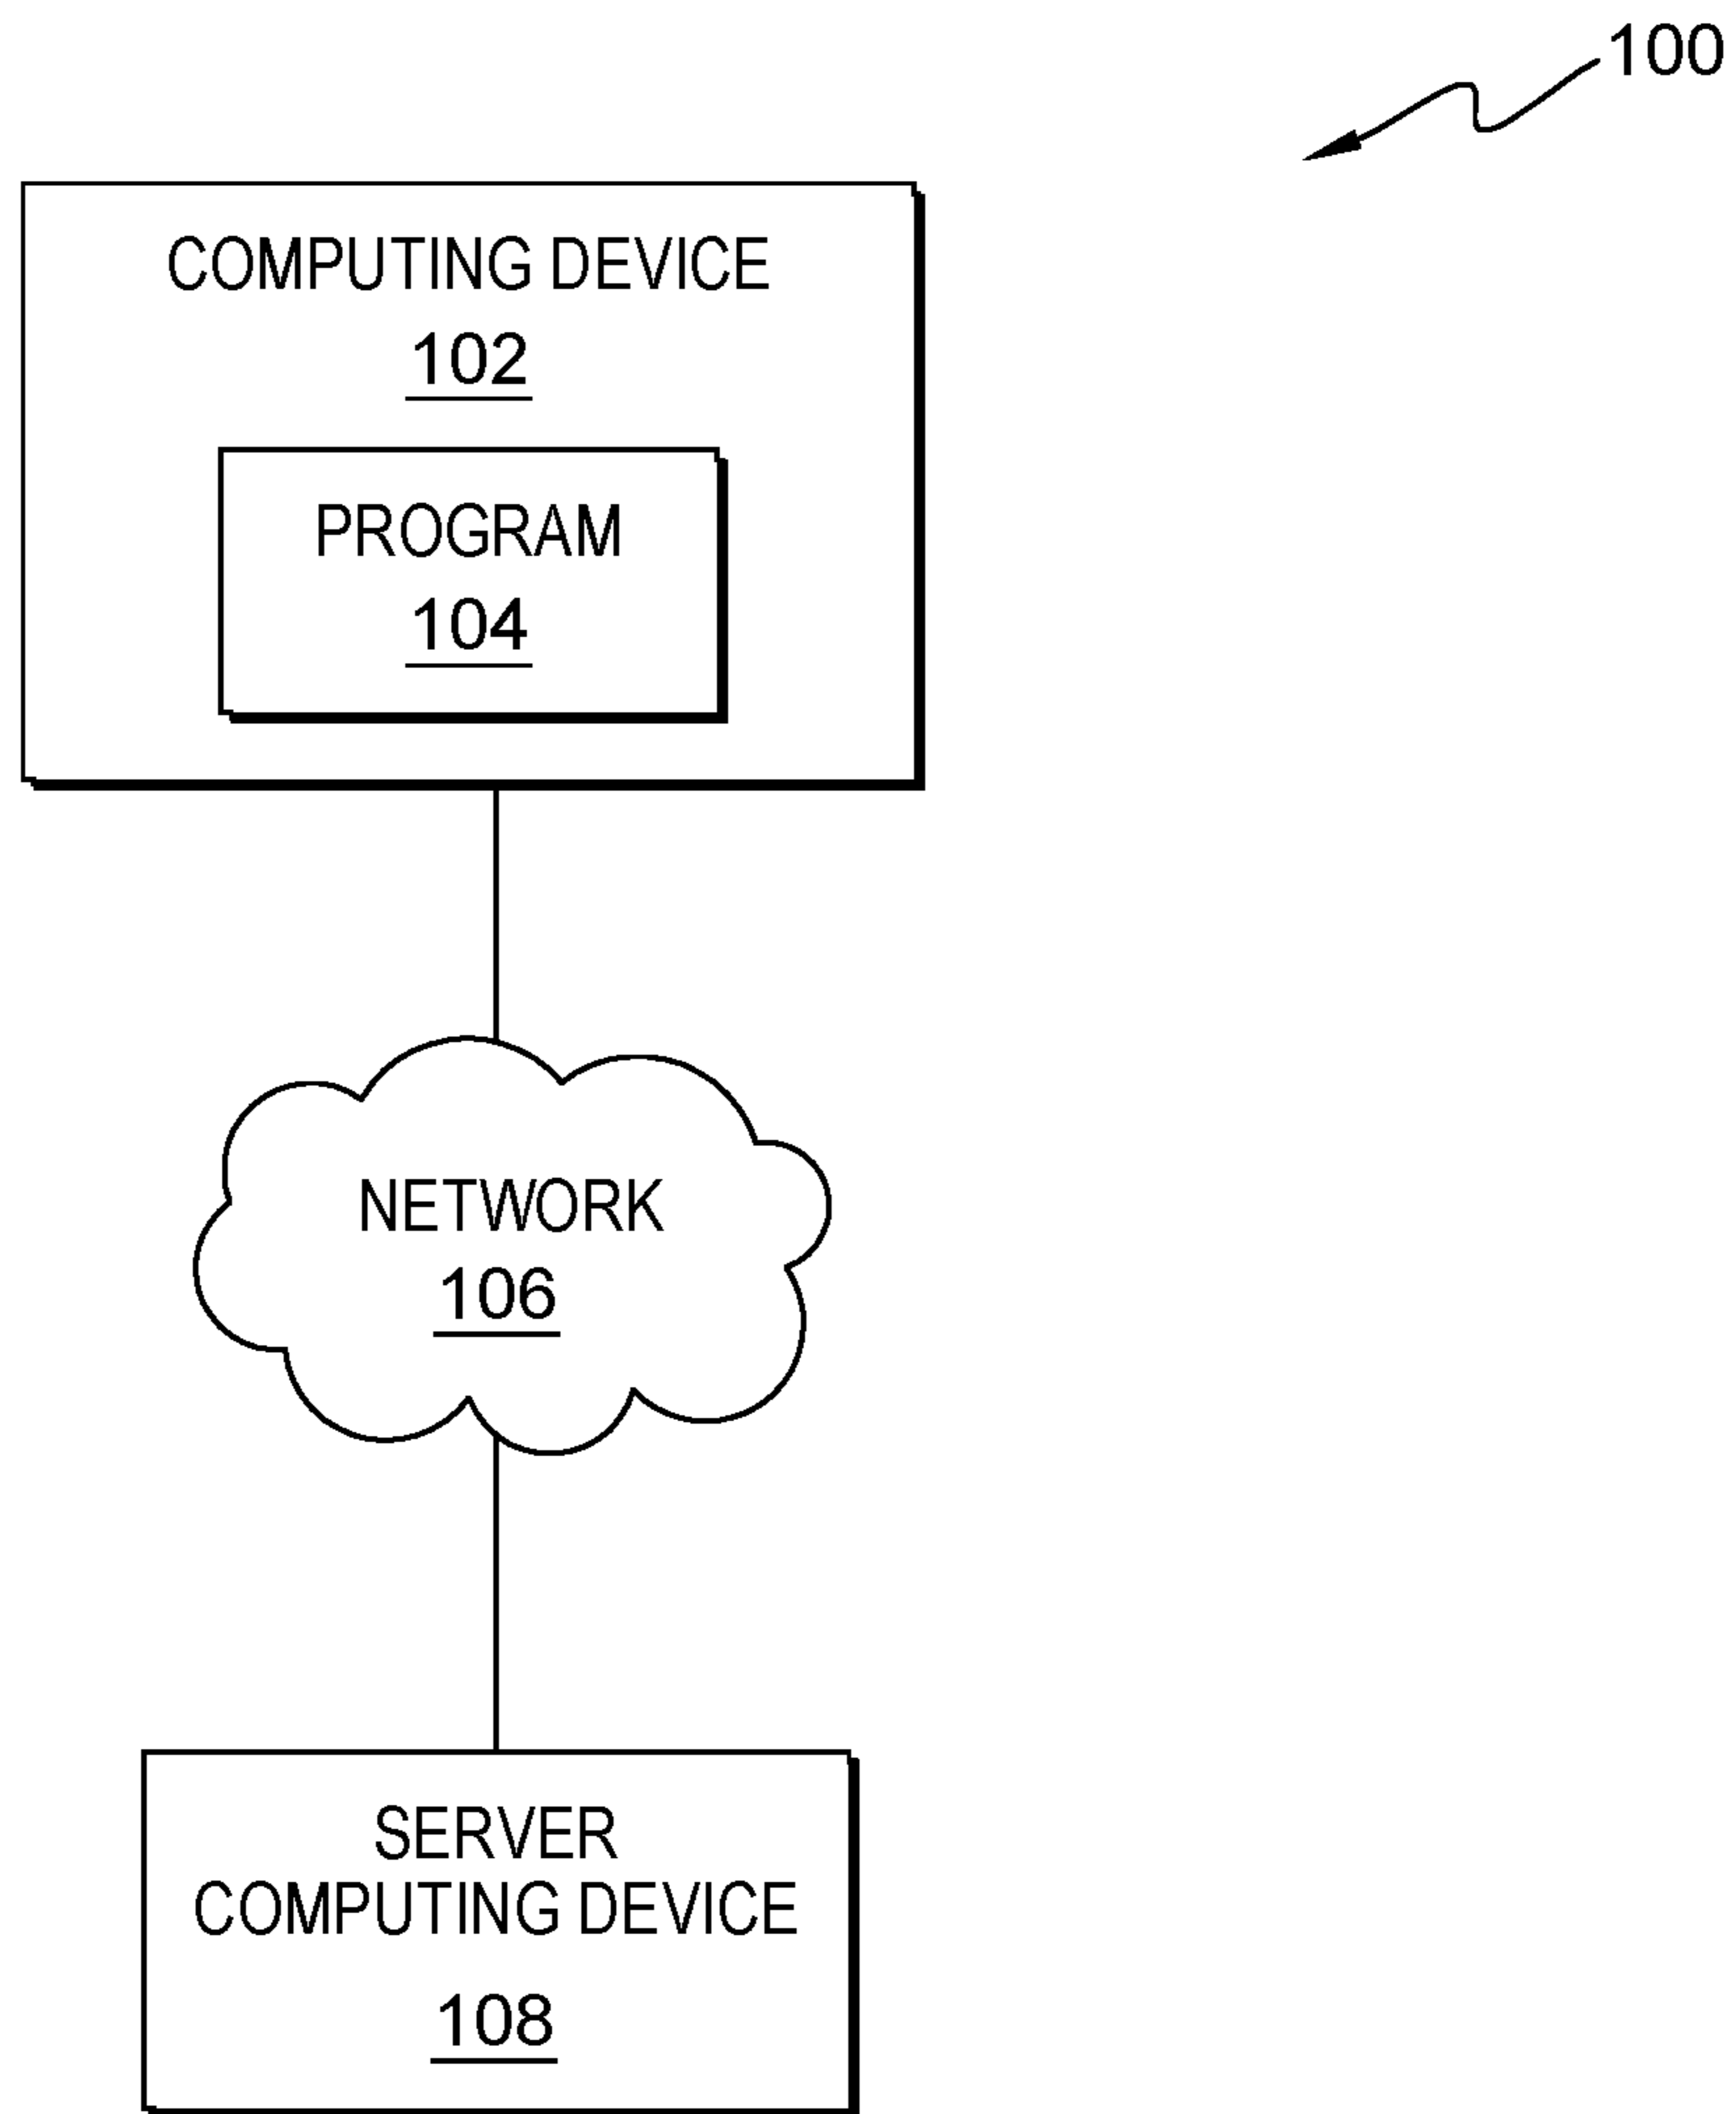 100
COMPUTING DEVICE
102
PROGRAM
104
NETWORK
106
SERVER
COMPUTING DEVICE
108